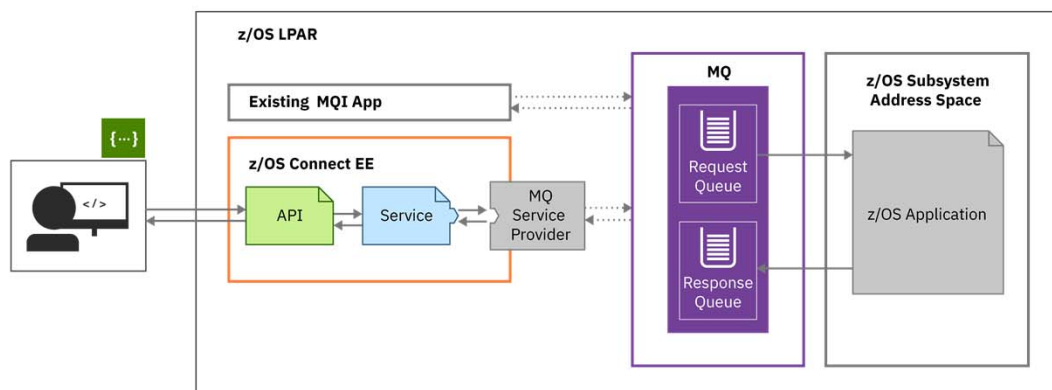 z/OS LPAR
MQ
z/OS Subsystem
Address Space
Existing MQI App
{...}
z/OS Connect EE
</>
API
Service
MQ
Service
Provider
Request
Queue
z/OS Application
Response
Queue